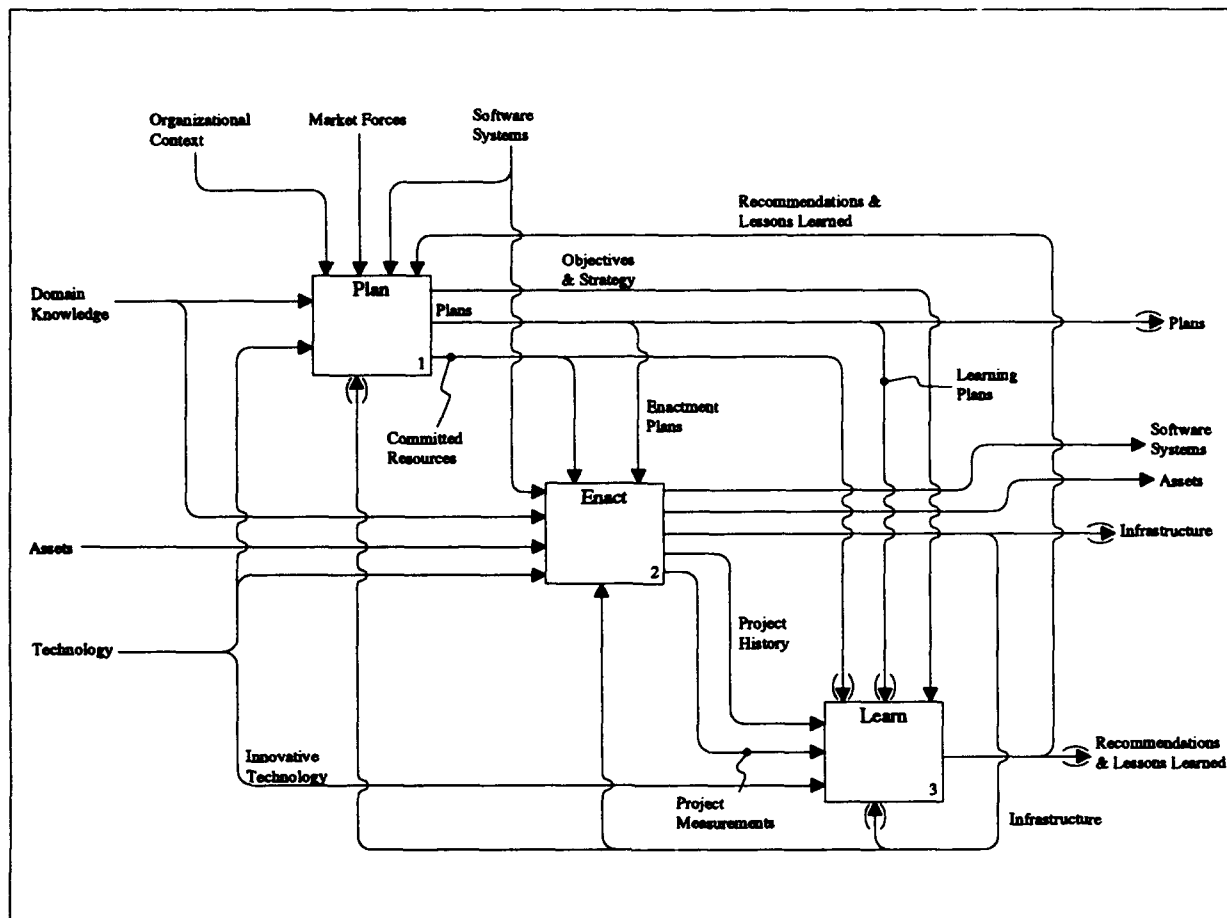 Organizational
Context
Market Forces
Software
Systems
Recommendations &
Lessons Learned
Objectives
& Strategy
Domain
Knowledge
Plan
1
Plans
Plans
Learning
Plans
Enactment
Plans
Committed
Resources
Software
Systems
Assets
Enact
2
Infrastructure
Assets
Project
History
Technology
Learn
3
Innovative
Technology
Recommendations
& Lessons Learned
Project
Measurements
Infrastructure